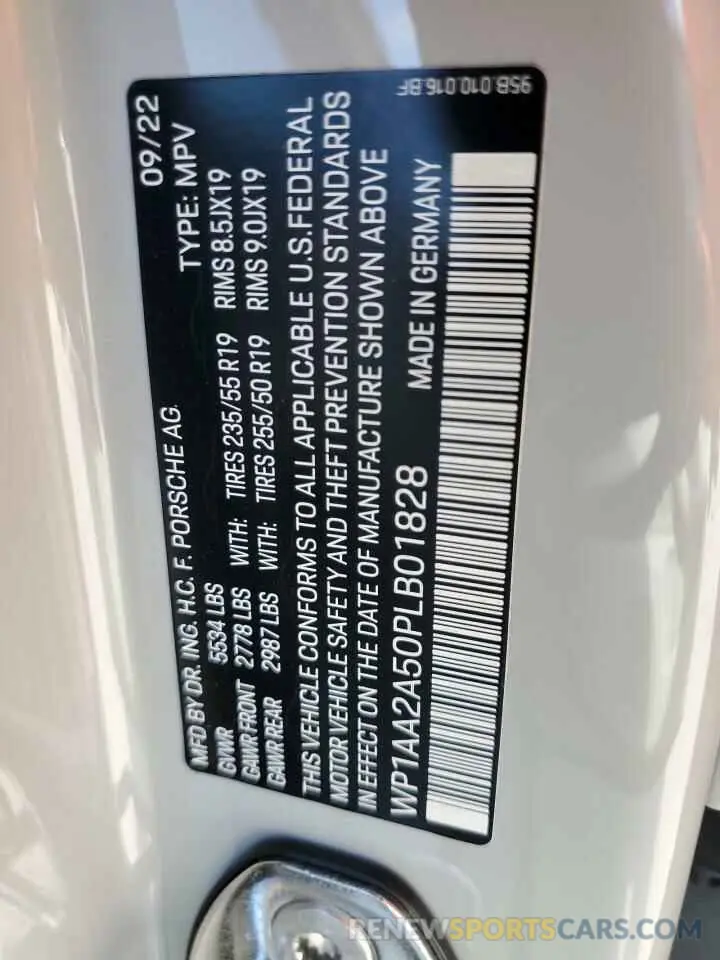 MFD BY DR. ING. H.C. F. PORSCHE AG. 09/22
GVWR 5534 LBS TYPE: MPV
GAWR FRONT 2778 LBS WITH: TIRES 235/55 R19 RIMS 8.5JX19
GAWR REAR 2987 LBS WITH: TIRES 255/50 R19 RIMS 9.0JX19
THIS VEHICLE CONFORMS TO ALL APPLICABLE U.S. FEDERAL
MOTOR VEHICLE SAFETY AND THEFT PREVENTION STANDARDS
IN EFFECT ON THE DATE OF MANUFACTURE SHOWN ABOVE
WP1AA2A50PLB01828 MADE IN GERMANY
95B.010.016.BF
RENEWSPORTSCARS.COM